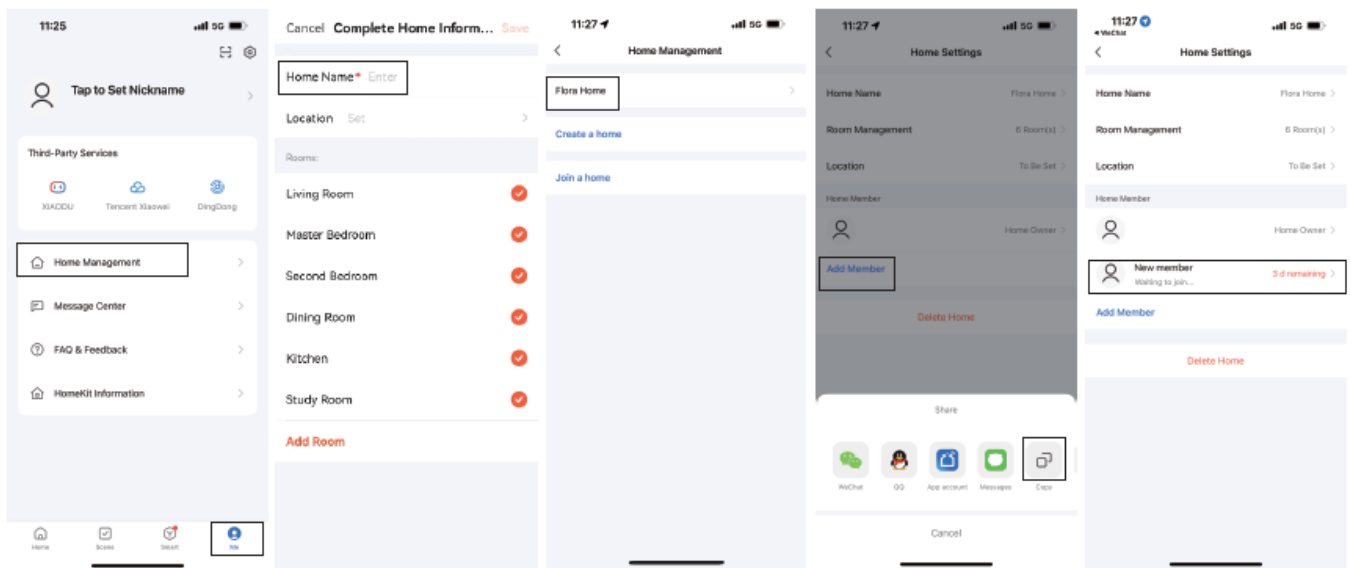 11:25
5G
Tap to Set Nickname
Third-Party Services
XIAODU
Tencent Xiaowei
DingDong
Home Management
Message Center
FAQ & Feedback
HomeKit Information
Home
Scene
Smart
Me
Cancel Complete Home Inform... Save
Home Name* Enter
Location Set
Rooms:
Living Room
Master Bedroom
Second Bedroom
Dining Room
Kitchen
Study Room
Add Room
11:27
5G
Home Management
Flora Home
Create a home
Join a home
11:27
5G
Home Settings
Home Name Flora Home
Room Management 6 Room(s)
Location To Be Set
Home Member
Home Owner
Add Member
Delete Home
Share
WeChat
QQ
App account
Messages
Copy
Cancel
11:27
5G
WeChat
Home Settings
Home Name Flora Home
Room Management 6 Room(s)
Location To Be Set
Home Member
Home Owner
New member
Waiting to join...
3 d remaining
Add Member
Delete Home